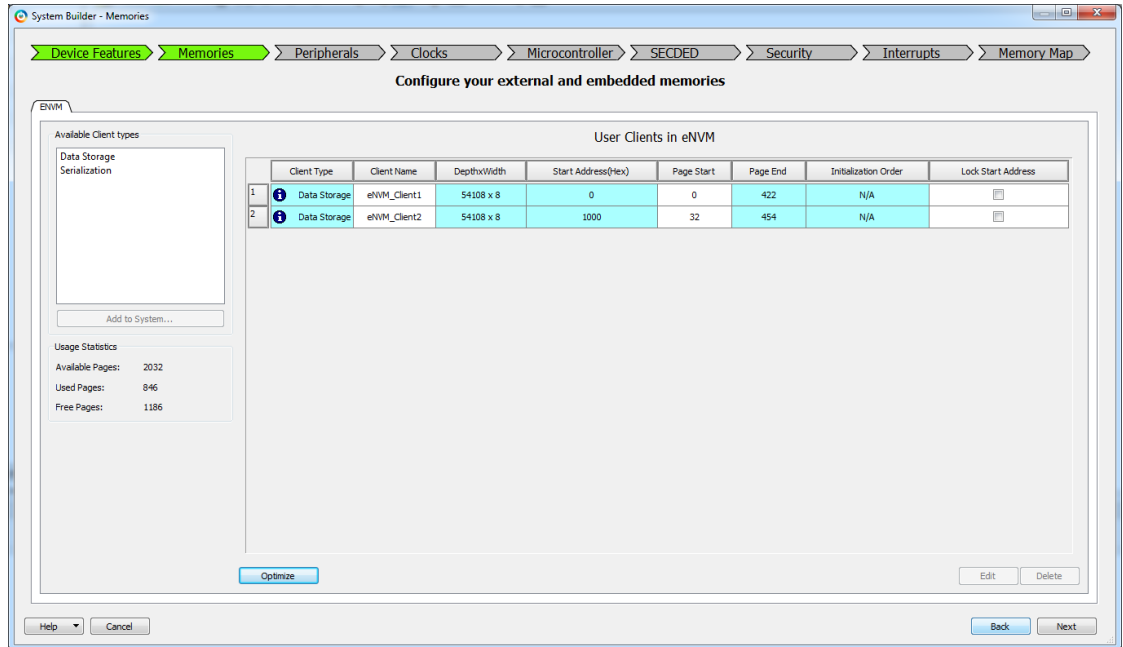 System Builder - Memories
Device Features Memories Peripherals Clocks Microcontroller SECDED Security Interrupts Memory Map
Configure your external and embedded memories
ENVM
Available Client types
Data Storage
Serialization
Add to System...
Usage Statistics
Available Pages: 2032
Used Pages: 846
Free Pages: 1186
User Clients in eNVM
Client Type Client Name DepthxWidth Start Address(Hex) Page Start Page End Initialization Order Lock Start Address
1 Data Storage eNVM_Client1 54108 x 8 0 0 422 N/A
2 Data Storage eNVM_Client2 54108 x 8 1000 32 454 N/A
Optimize Edit Delete
Help Cancel Back Next